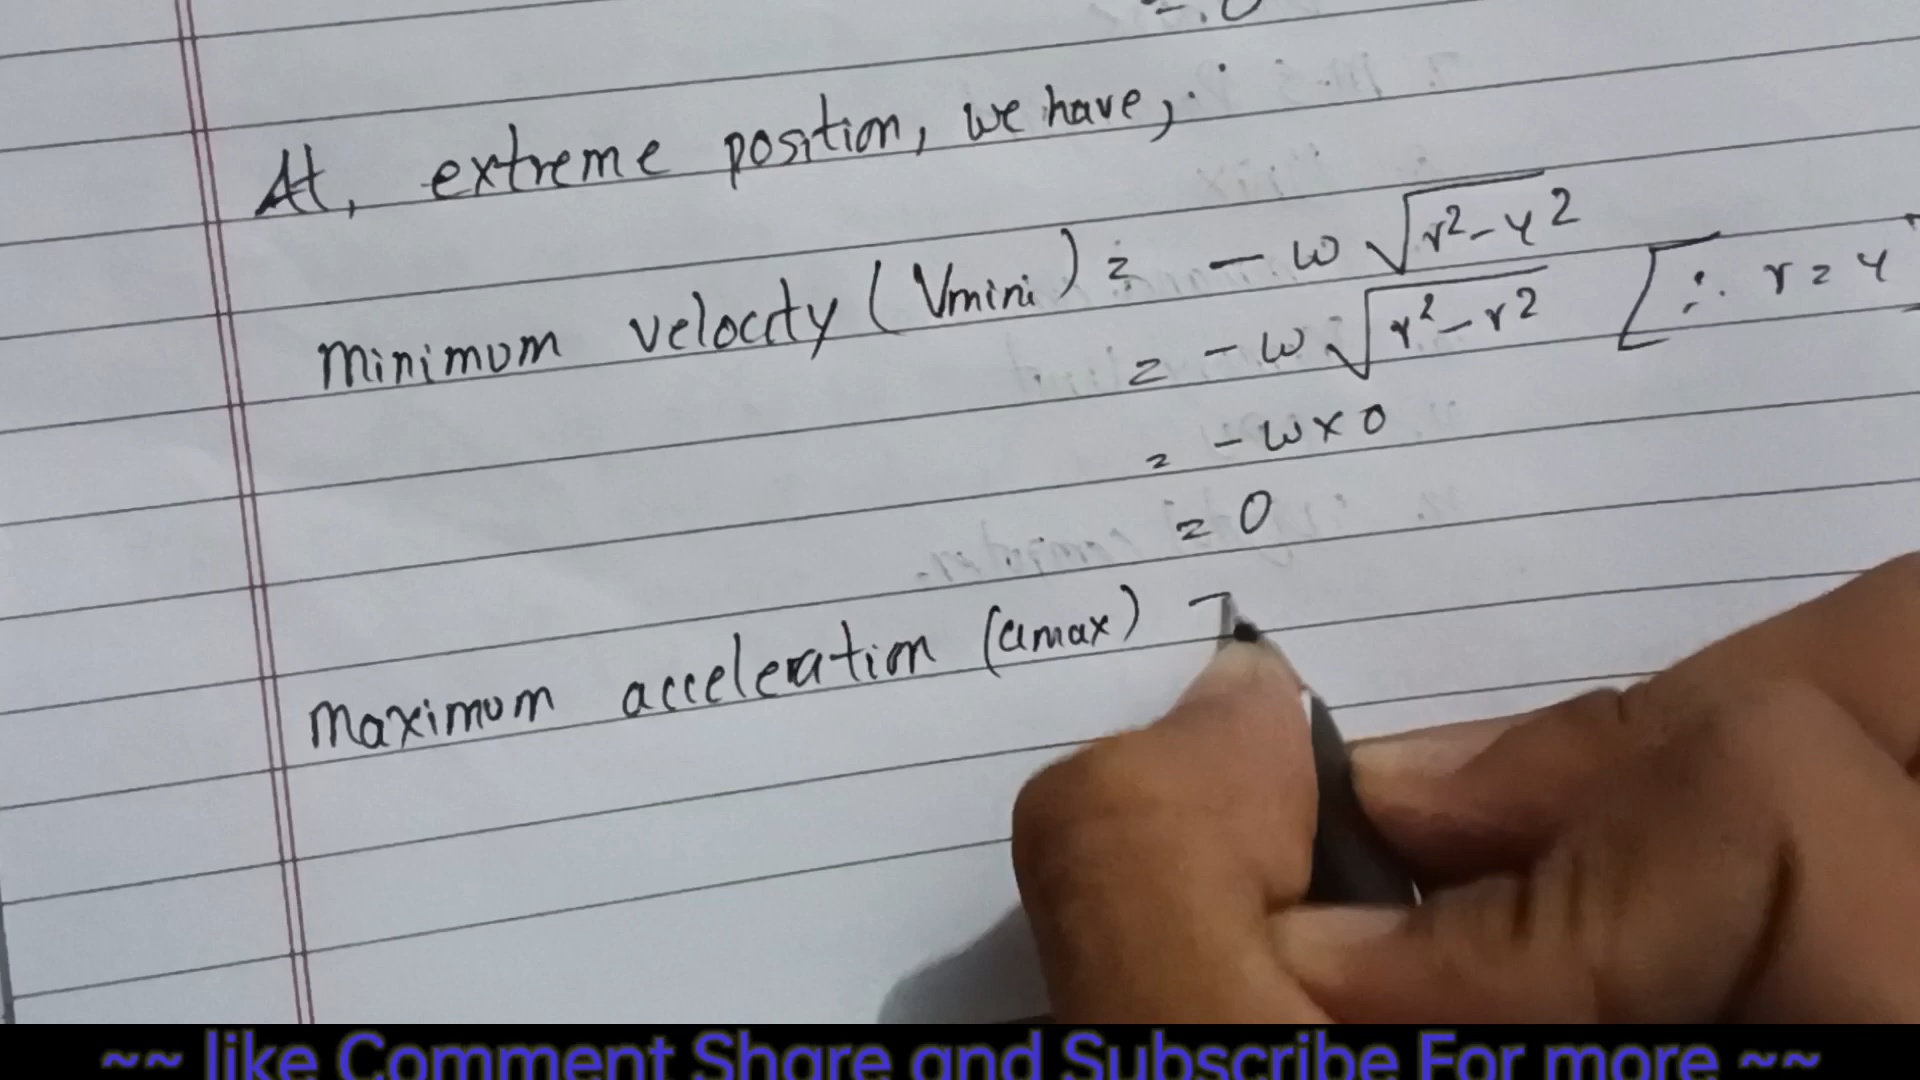 = . 0
At, extreme position, we have,
minimum velocity (Vmini) = - ω √r2-y2
= - ω √r2-r2 [∴ r = y
= - ω x 0
= 0
maximum acceleration (amax) =
~~ like Comment Share and Subscribe For more ~~